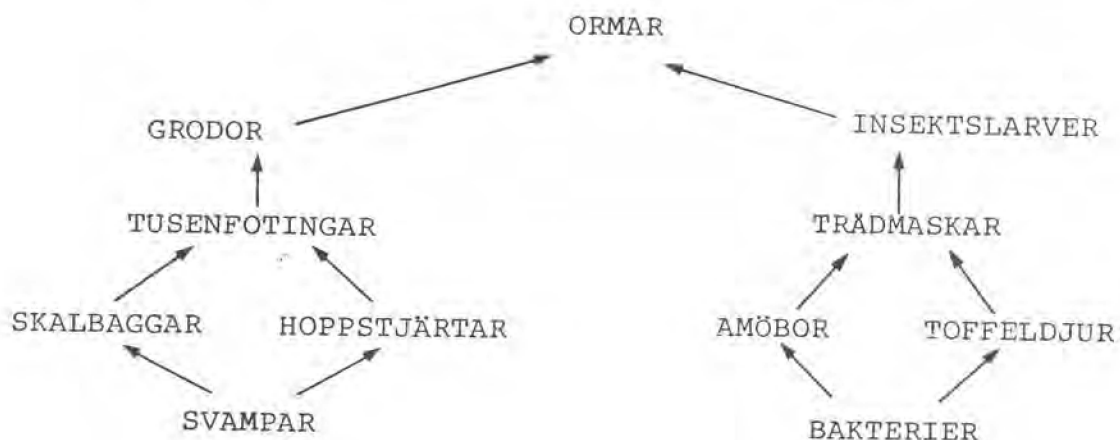 ORMAR
GRODOR
INSEKTSLARVER
TUSENFOTINGAR
TRÅDMASKAR
SKALBAGGAR
HOPPSTJÄRTAR
AMÖBOR
TOFFELDJUR
SVAMPAR
BAKTERIER